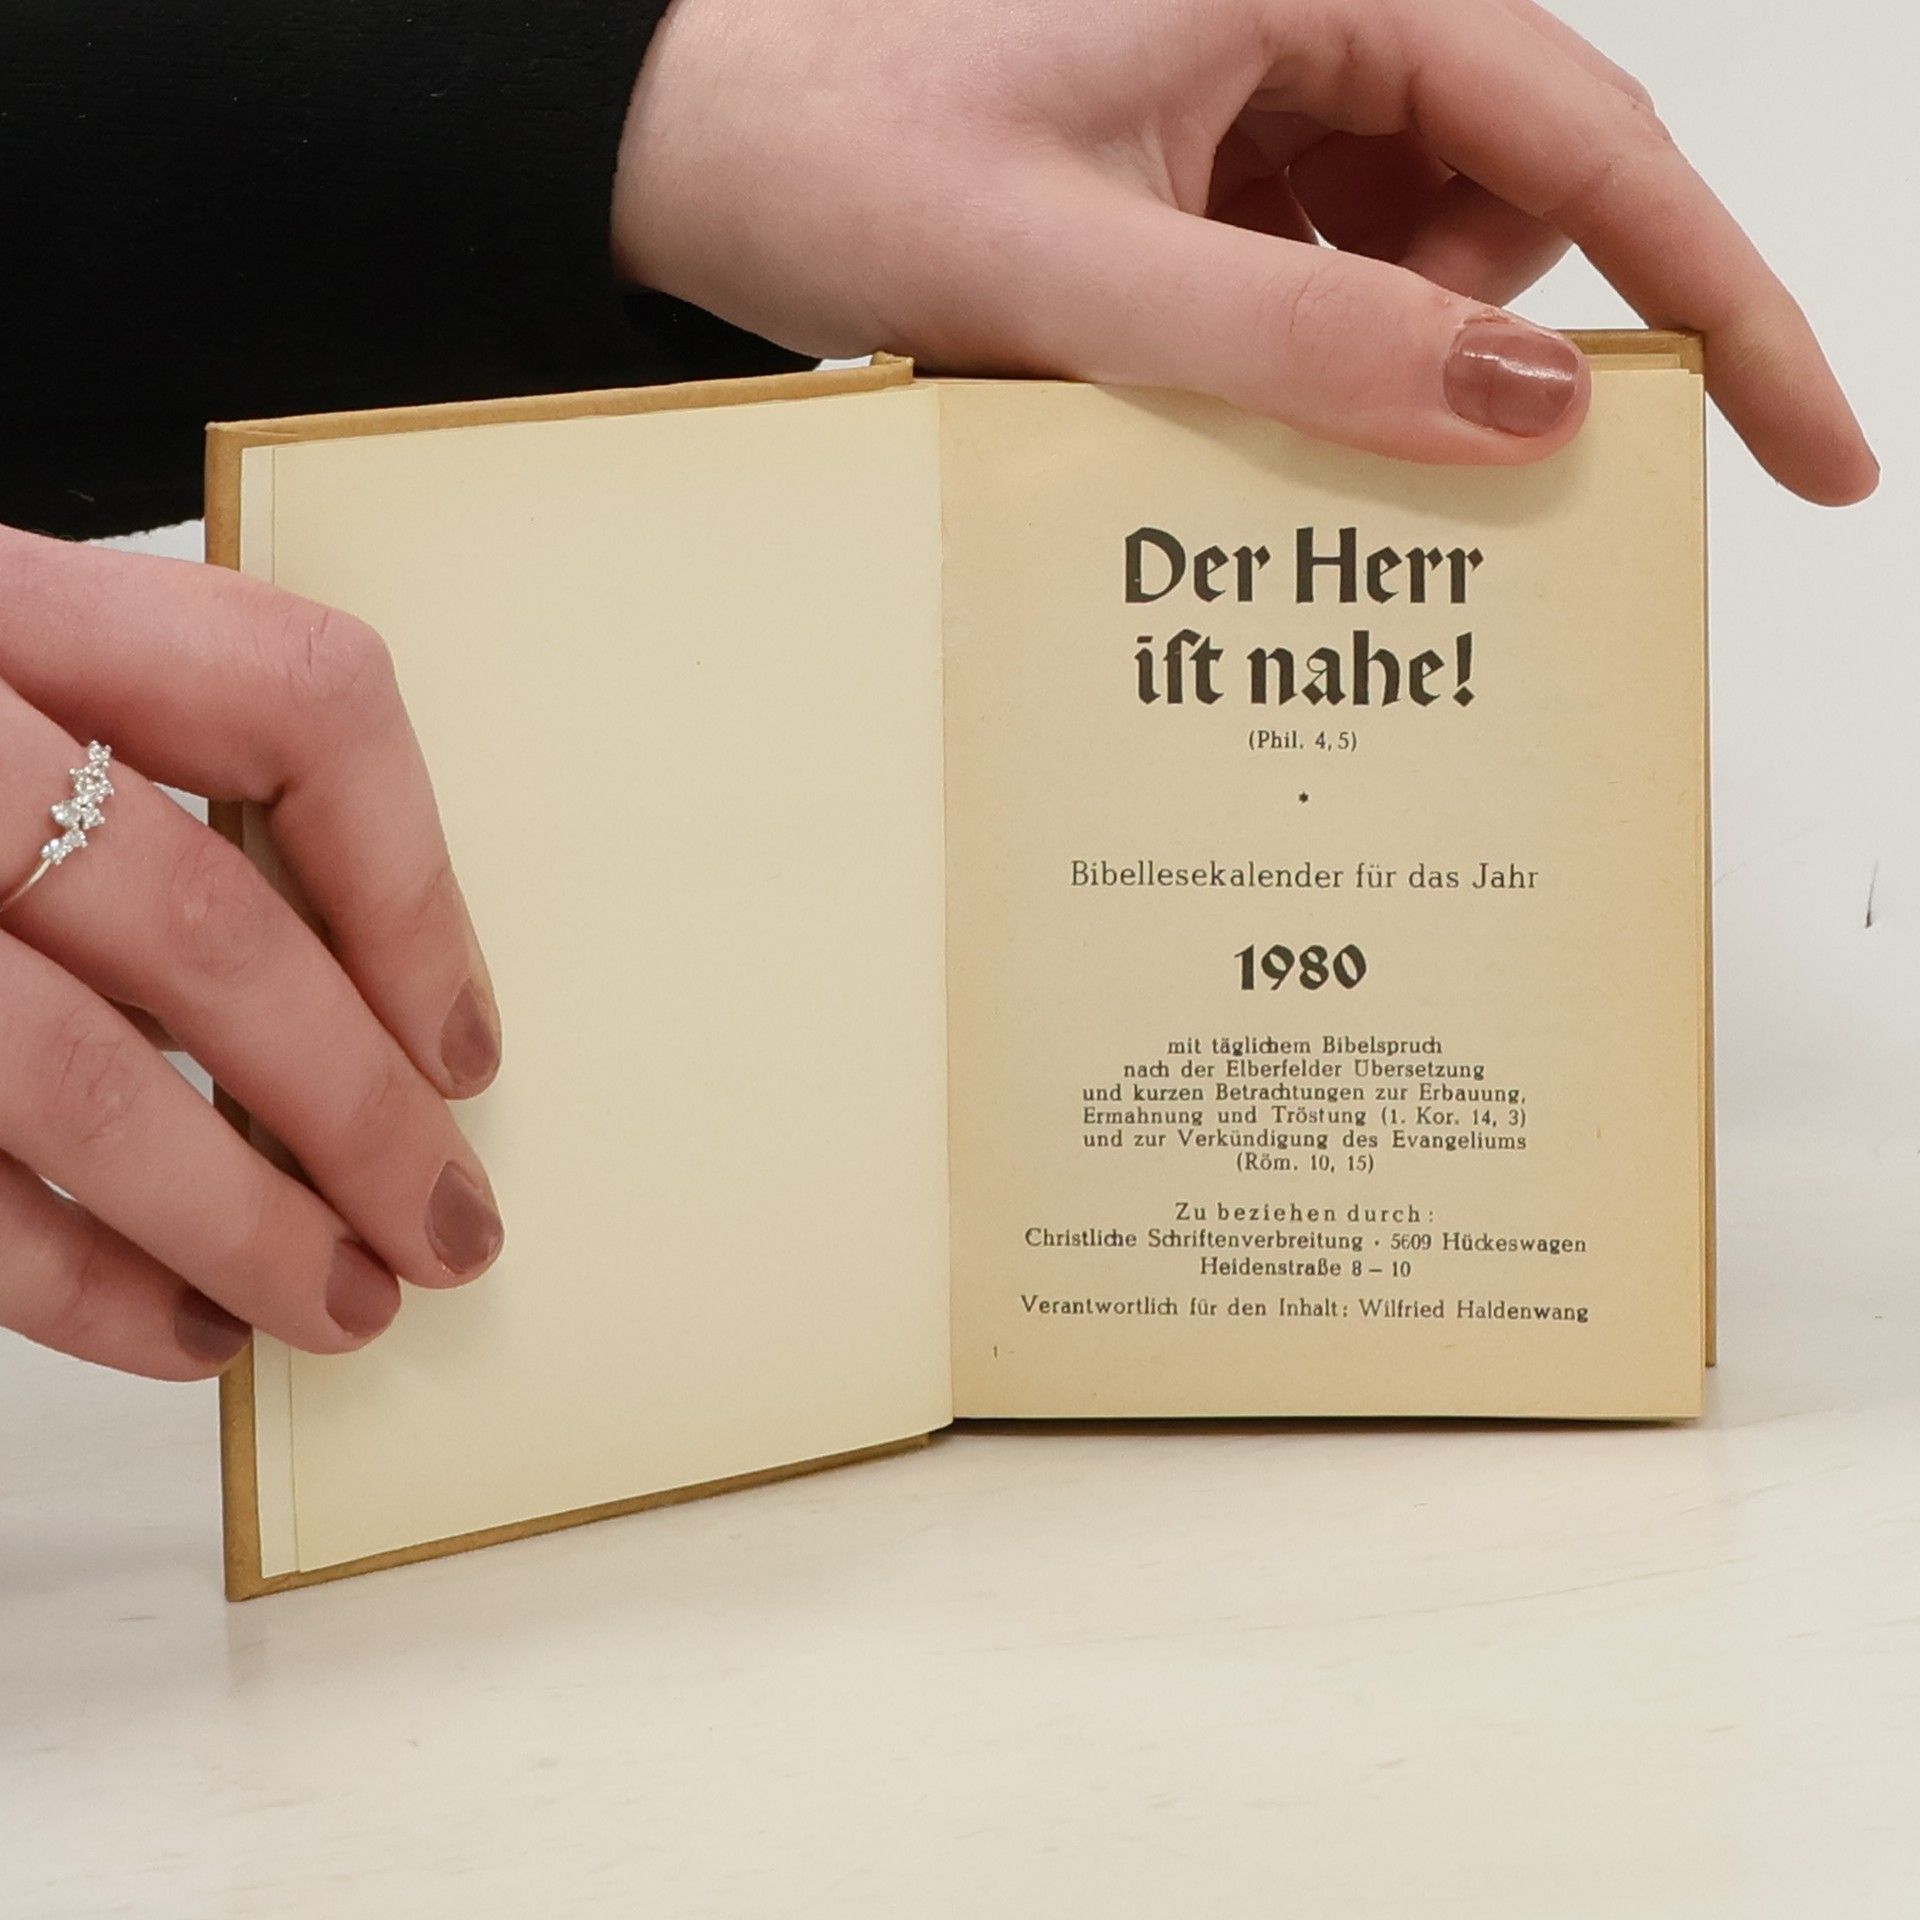 Der Herr
iſt nahe!
(Phil. 4, 5)
*
Bibellesekalender für das Jahr
1980
mit täglichem Bibelspruch
nach der Elberfelder Übersetzung
und kurzen Betrachtungen zur Erbauung,
Ermahnung und Tröstung (1. Kor. 14, 3)
und zur Verkündigung des Evangeliums
(Röm. 10, 15)
Zu beziehen durch:
Christliche Schriftenverbreitung · 5609 Hückeswagen
Heidenstraße 8 – 10
Verantwortlich für den Inhalt: Wilfried Haldenwang
1